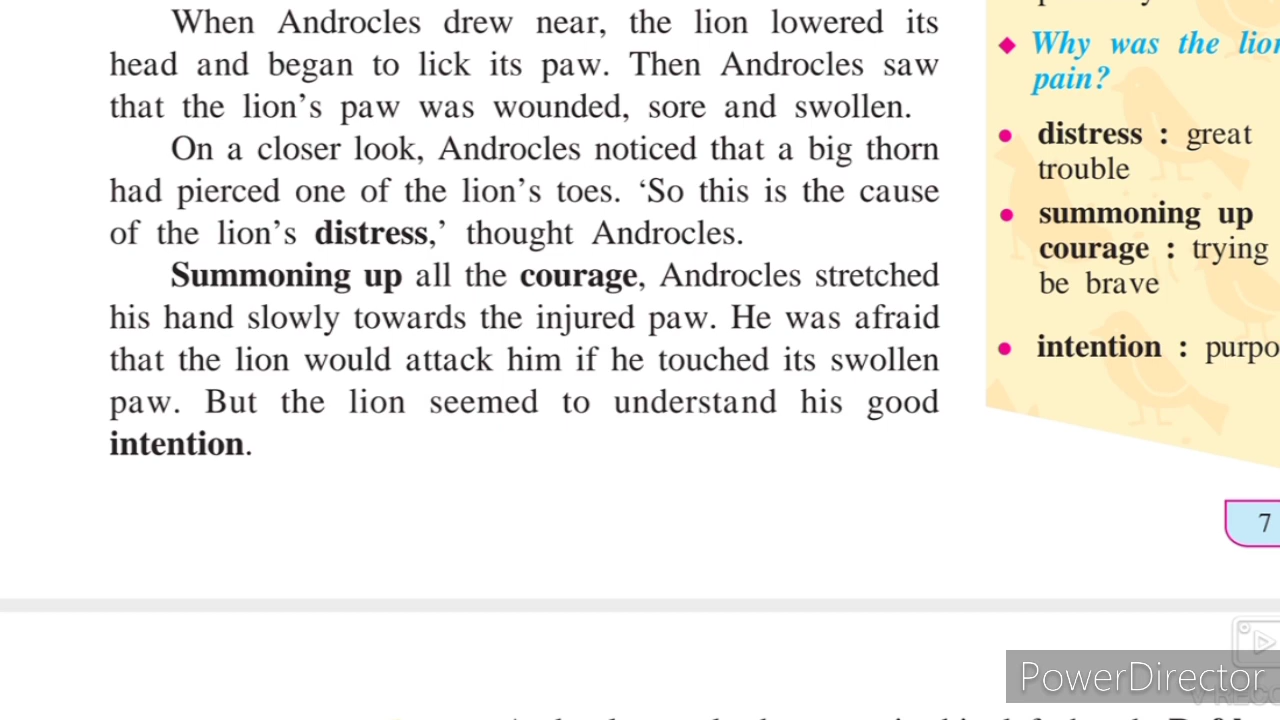 When Androcles drew near, the lion lowered its
head and began to lick its paw. Then Androcles saw
that the lion's paw was wounded, sore and swollen.
On a closer look, Androcles noticed that a big thorn
had pierced one of the lion's toes. ‘So this is the cause
of the lion's distress,’ thought Androcles.
Summoning up all the courage, Androcles stretched
his hand slowly towards the injured paw. He was afraid
that the lion would attack him if he touched its swollen
paw. But the lion seemed to understand his good
intention.
◆ Why was the lion
pain?
• distress : great
trouble
• summoning up
courage : trying
be brave
• intention : purpo
7
PowerDirector